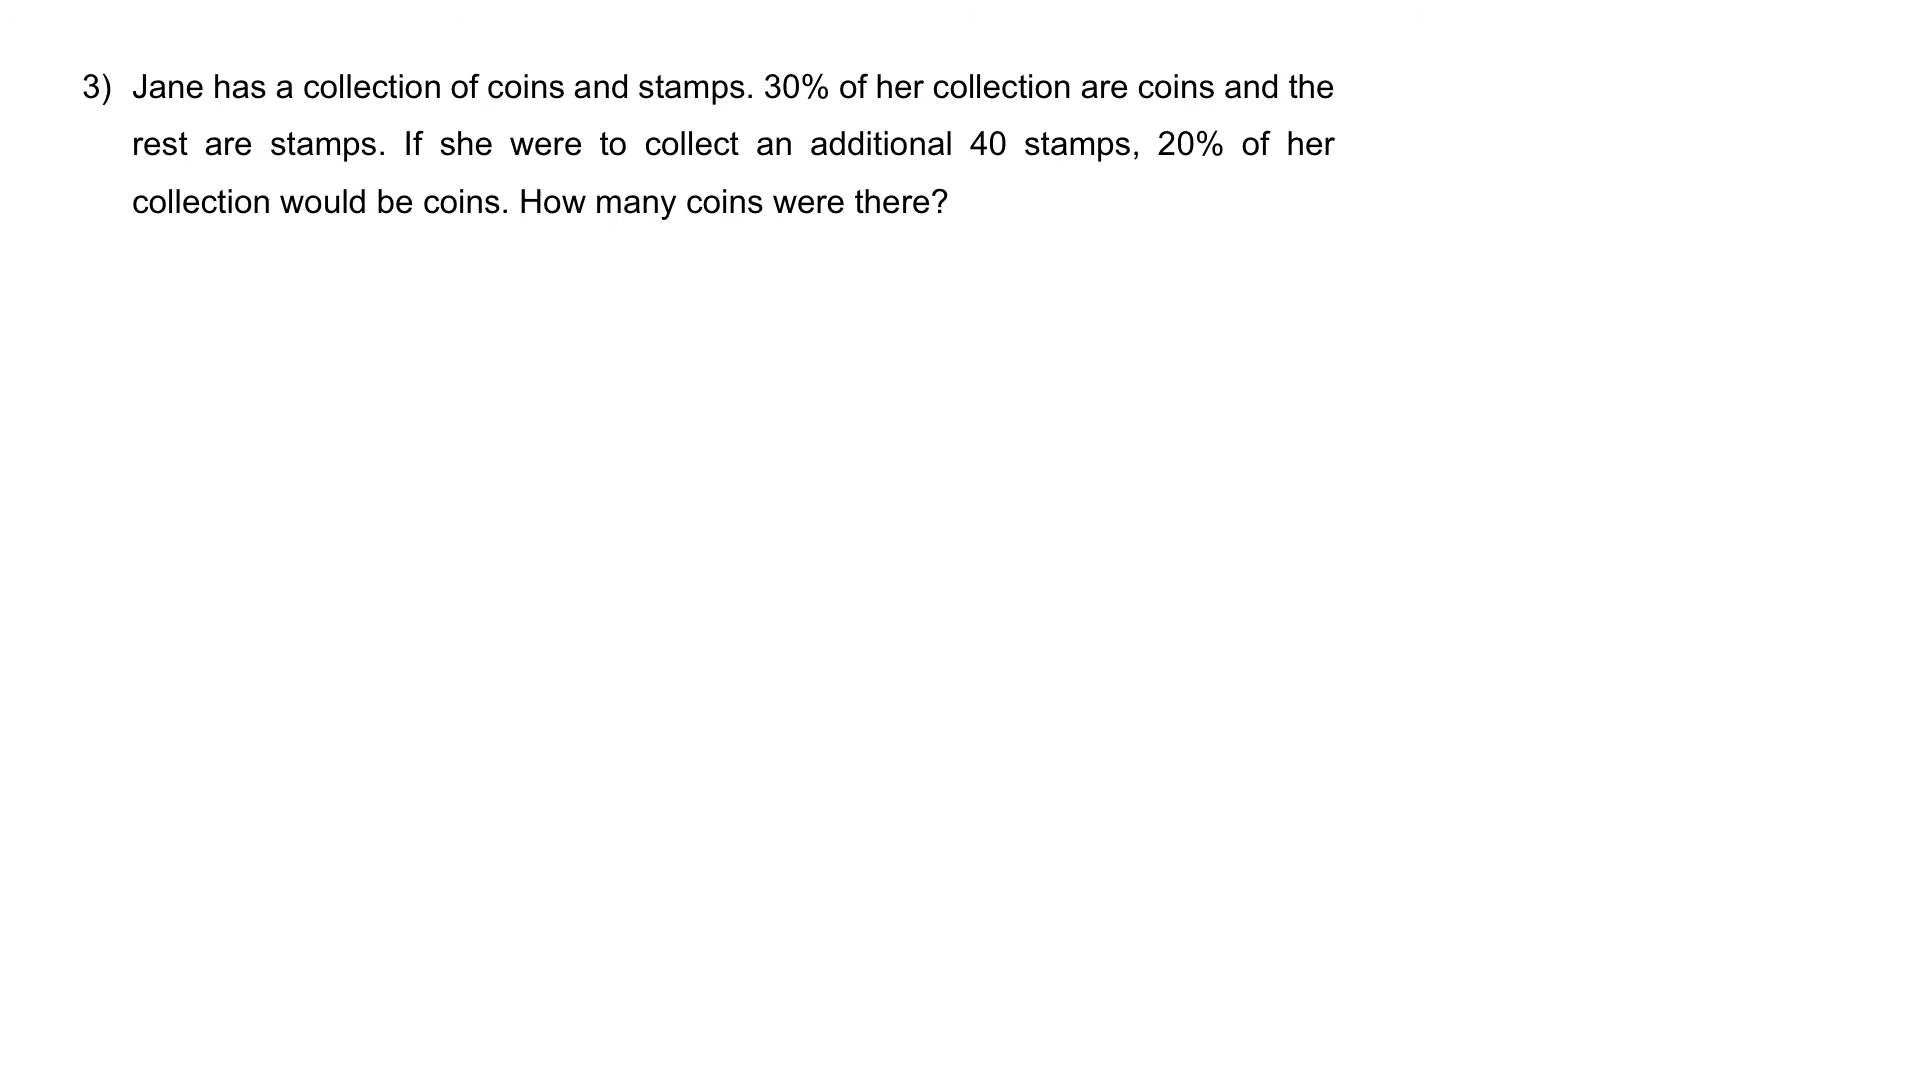 3) Jane has a collection of coins and stamps. 30% of her collection are coins and the
rest are stamps. If she were to collect an additional 40 stamps, 20% of her
collection would be coins. How many coins were there?